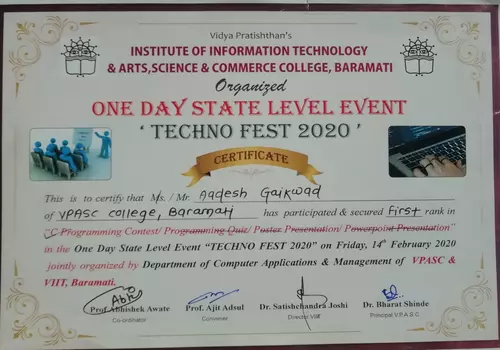 Vidya Pratishthan's
INSTITUTE OF INFORMATION TECHNOLOGY
& ARTS,SCIENCE & COMMERCE COLLEGE, BARAMATI
Organized
ONE DAY STATE LEVEL EVENT
‘ TECHNO FEST 2020 ’
CERTIFICATE
This is to certify that Ms. / Mr. Aadesh Gaikwad
of VPASC college, Baramati has participated & secured First rank in
"C Programming Contest/ Programming Quiz/ Poster Presentation/ Powerpoint Presentation"
in the One Day State Level Event “TECHNO FEST 2020” on Friday, 14th February 2020
jointly organized by Department of Computer Applications & Management of VPASC &
VIIT, Baramati.
Prof. Abhishek Awate Prof. Ajit Adsul Dr. Satishchandra Joshi Dr. Bharat Shinde
Co-ordinator Convener Director VIIT Principal V.P.A.S.C